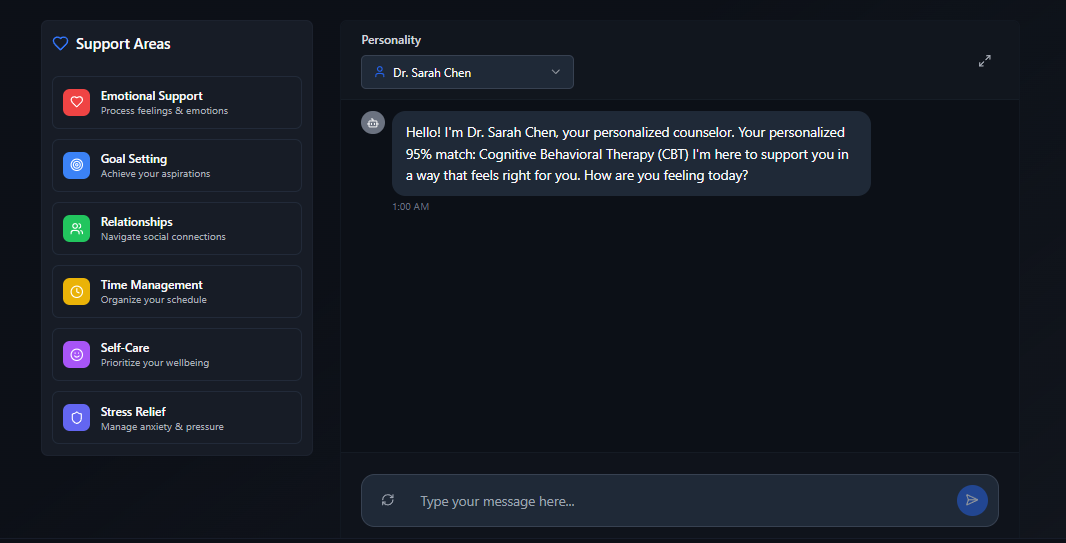 Support Areas
Emotional Support
Process feelings & emotions
Goal Setting
Achieve your aspirations
Relationships
Navigate social connections
Time Management
Organize your schedule
Self-Care
Prioritize your wellbeing
Stress Relief
Manage anxiety & pressure
Personality
Dr. Sarah Chen
Hello! I'm Dr. Sarah Chen, your personalized counselor. Your personalized
95% match: Cognitive Behavioral Therapy (CBT) I'm here to support you in
a way that feels right for you. How are you feeling today?
1:00 AM
Type your message here...